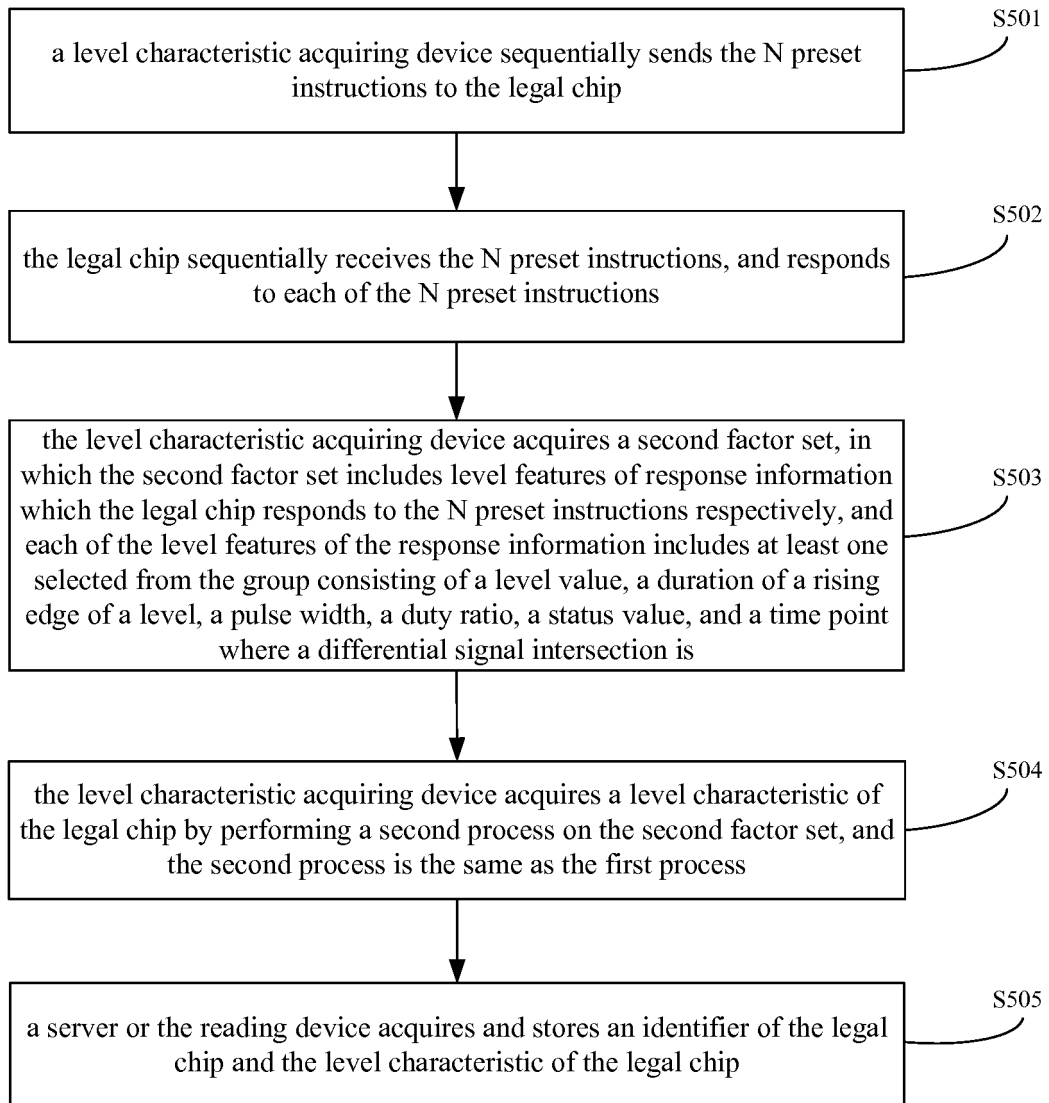 S501
a level characteristic acquiring device sequentially sends the N preset
instructions to the legal chip
S502
the legal chip sequentially receives the N preset instructions, and responds
to each of the N preset instructions
S503
the level characteristic acquiring device acquires a second factor set, in
which the second factor set includes level features of response information
which the legal chip responds to the N preset instructions respectively, and
each of the level features of the response information includes at least one
selected from the group consisting of a level value, a duration of a rising
edge of a level, a pulse width, a duty ratio, a status value, and a time point
where a differential signal intersection is
S504
the level characteristic acquiring device acquires a level characteristic of
the legal chip by performing a second process on the second factor set, and
the second process is the same as the first process
S505
a server or the reading device acquires and stores an identifier of the legal
chip and the level characteristic of the legal chip